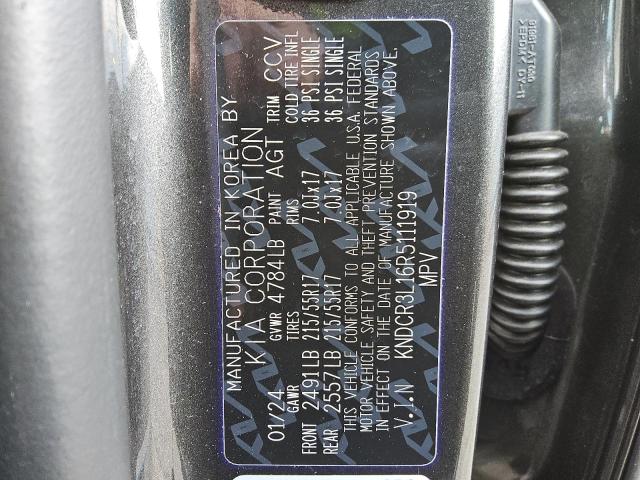 MANUFACTURED IN KOREA BY
KIA CORPORATION
01/24 GVWR 4784LB PAINT AGT TRIM CCV
GAWR TIRES RIMS COLD TIRE INFL
FRONT 2491LB 215/55R17 7.0Jx17 36 PSI SINGLE
REAR 2557LB 215/55R17 7.0Jx17 36 PSI SINGLE
THIS VEHICLE CONFORMS TO ALL APPLICABLE U.S.A. FEDERAL
MOTOR VEHICLE SAFETY AND THEFT PREVENTION STANDARDS
IN EFFECT ON THE DATE OF MANUFACTURE SHOWN ABOVE.
V.I.N KNDCR3L16R5111919
MPV